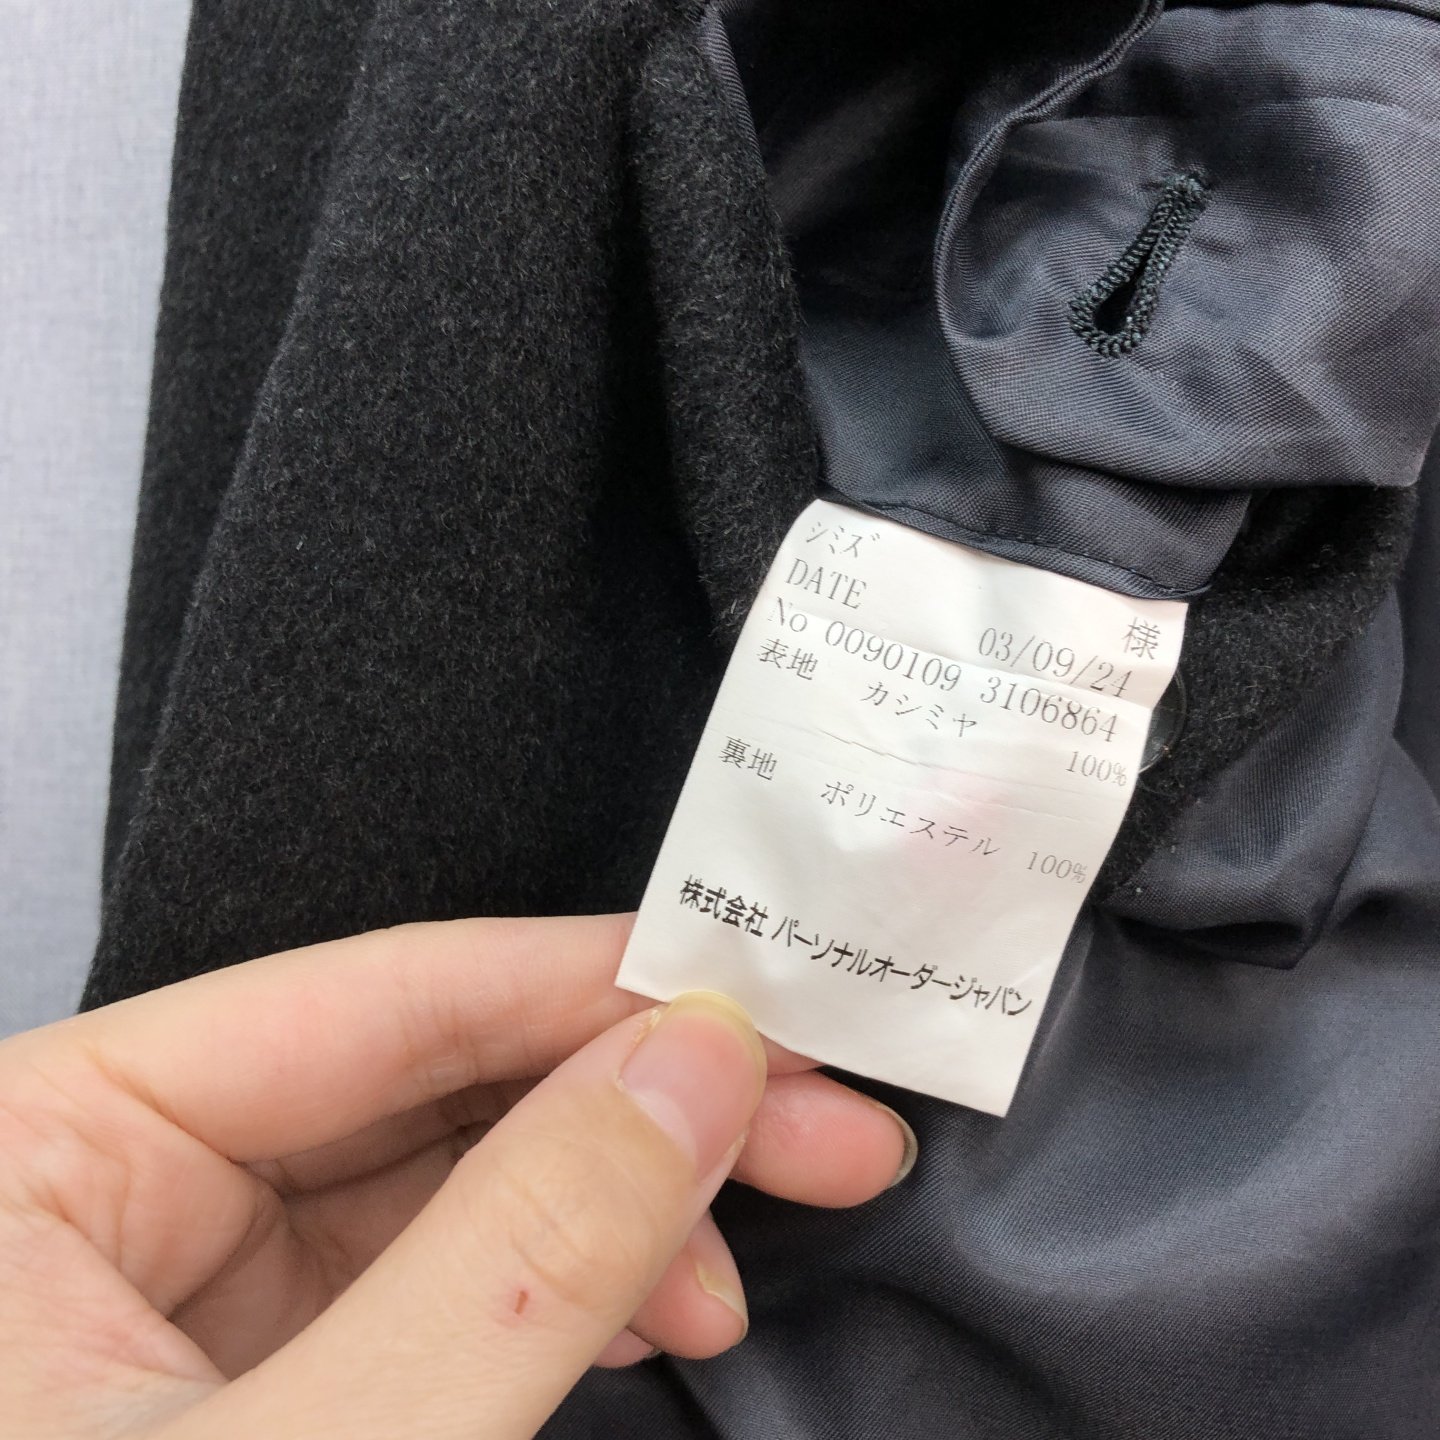 シミズ 様
DATE 03/09/24
No 0090109 3106864
表地 カシミヤ 100%
裏地 ポリエステル 100%
株式会社 パーソナルオーダージャパン